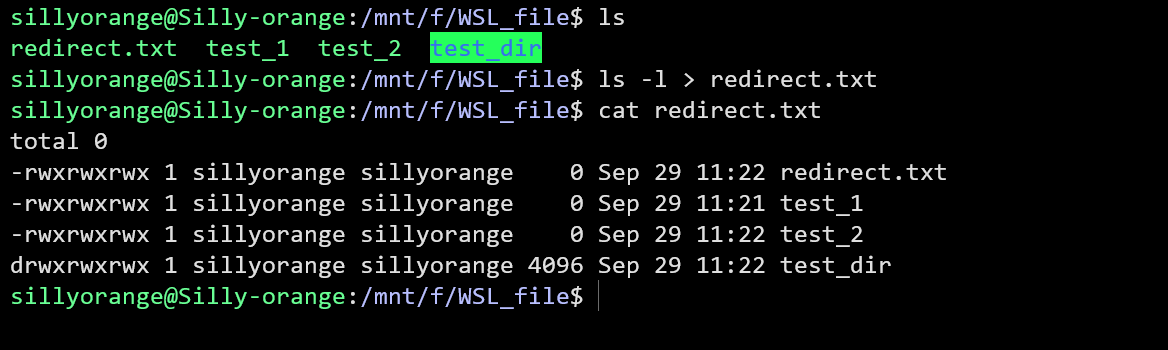 sillyorange@Silly-orange:/mnt/f/WSL_file$ ls
redirect.txt  test_1  test_2  test_dir
sillyorange@Silly-orange:/mnt/f/WSL_file$ ls -l > redirect.txt
sillyorange@Silly-orange:/mnt/f/WSL_file$ cat redirect.txt
total 0
-rwxrwxrwx 1 sillyorange sillyorange    0 Sep 29 11:22 redirect.txt
-rwxrwxrwx 1 sillyorange sillyorange    0 Sep 29 11:21 test_1
-rwxrwxrwx 1 sillyorange sillyorange    0 Sep 29 11:22 test_2
drwxrwxrwx 1 sillyorange sillyorange 4096 Sep 29 11:22 test_dir
sillyorange@Silly-orange:/mnt/f/WSL_file$